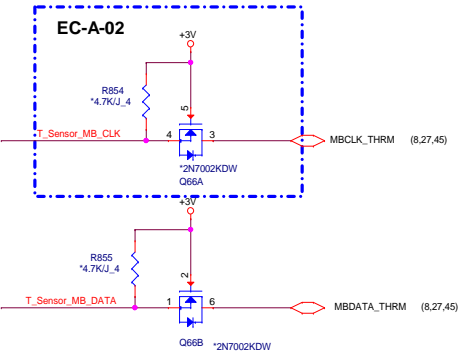 EC-A-02
+3V
R854
*4.7K/J_4
5
T_Sensor_MB_CLK
4
3
MBCLK_THRM (8,27,45)
*2N7002KDW
Q66A
+3V
R855
*4.7K/J_4
2
T_Sensor_MB_DATA
1
6
MBDATA_THRM (8,27,45)
Q66B
*2N7002KDW